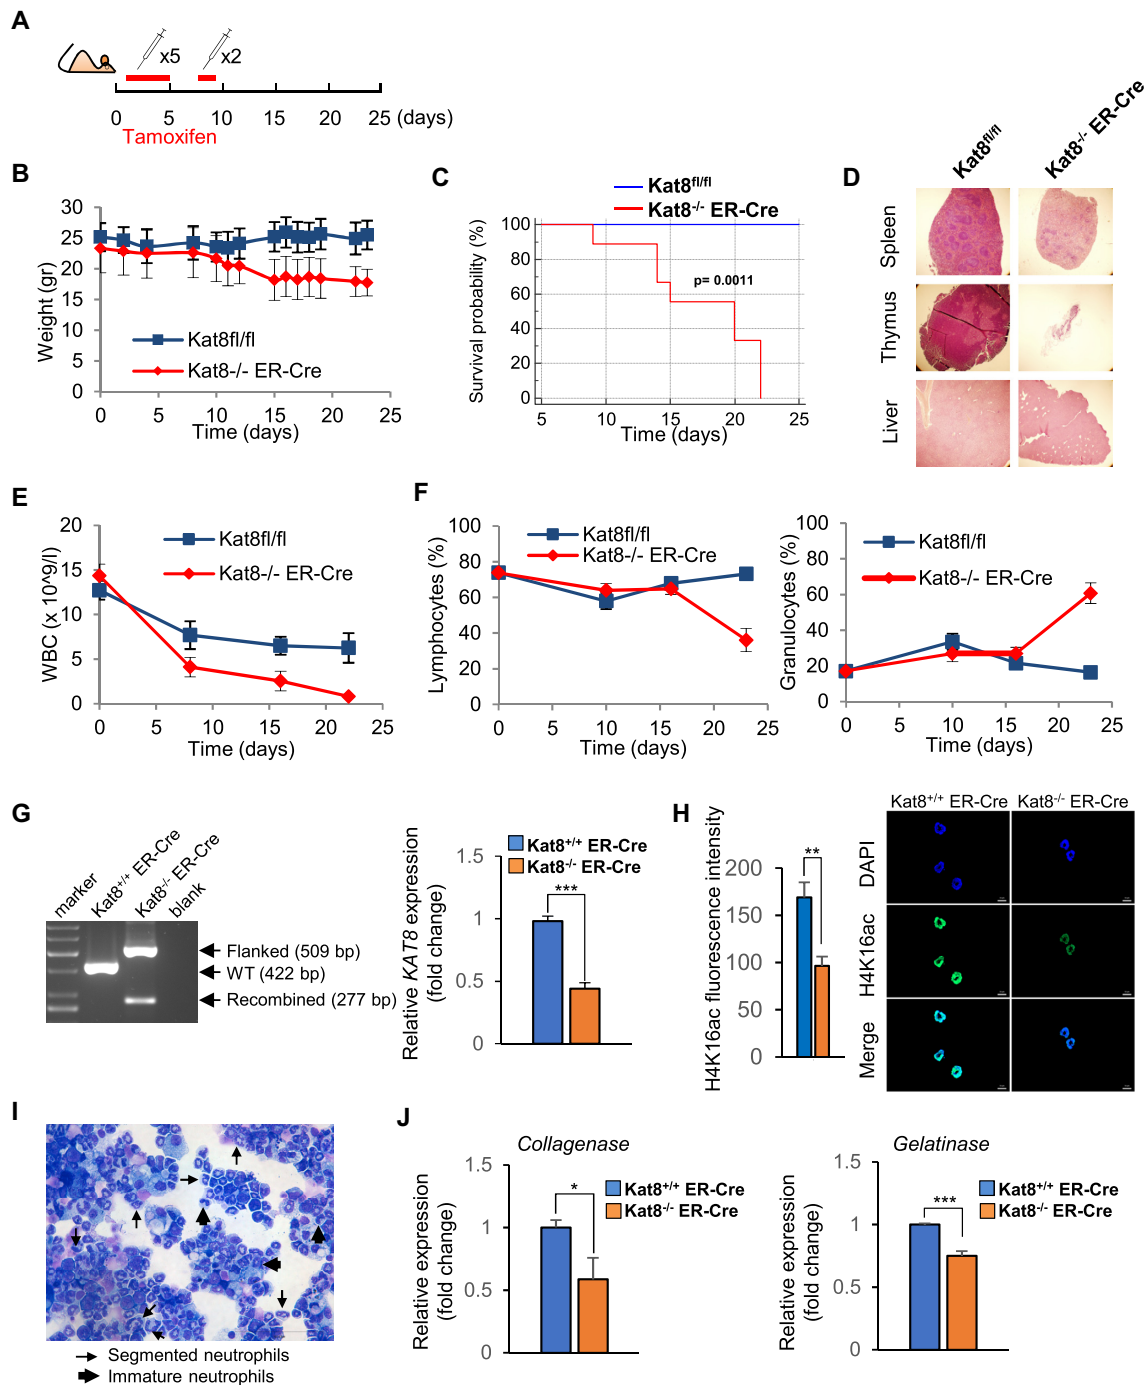 A
x5
x2
0 5 10 15 20 25 (days)
Tamoxifen
B
Weight (gr)
30
25
20
15
10
5
0
Kat8fl/fl
Kat8-/- ER-Cre
0 5 10 15 20 25
Time (days)
C
Kat8fl/fl
Kat8-/- ER-Cre
Survival probability (%)
100
80
60
40
20
0
p= 0.0011
5 10 15 20 25
Time (days)
D
Kat8fl/fl
Kat8-/- ER-Cre
Spleen
Thymus
Liver
E
WBC (x 10^9/l)
20
15
10
5
0
Kat8fl/fl
Kat8-/- ER-Cre
0 5 10 15 20 25
Time (days)
F
Lymphocytes (%)
100
80
60
40
20
0
Kat8fl/fl
Kat8-/- ER-Cre
0 5 10 15 20 25
Time (days)
Granulocytes (%)
100
80
60
40
20
0
Kat8fl/fl
Kat8-/- ER-Cre
0 5 10 15 20 25
Time (days)
G
marker
Kat8+/+ ER-Cre
Kat8-/- ER-Cre
blank
Flanked (509 bp)
WT (422 bp)
Recombined (277 bp)
Relative KAT8 expression
(fold change)
Kat8+/+ ER-Cre
Kat8-/- ER-Cre
1.5
1
0.5
0
***
H
H4K16ac fluorescence intensity
200
150
100
50
0
**
Kat8+/+ ER-Cre
Kat8-/- ER-Cre
DAPI
H4K16ac
Merge
I
Segmented neutrophils
Immature neutrophils
J
Collagenase
Relative expression
(fold change)
1.5
1
0.5
0
*
Kat8+/+ ER-Cre
Kat8-/- ER-Cre
Gelatinase
Relative expression
(fold change)
1.5
1
0.5
0
***
Kat8+/+ ER-Cre
Kat8-/- ER-Cre